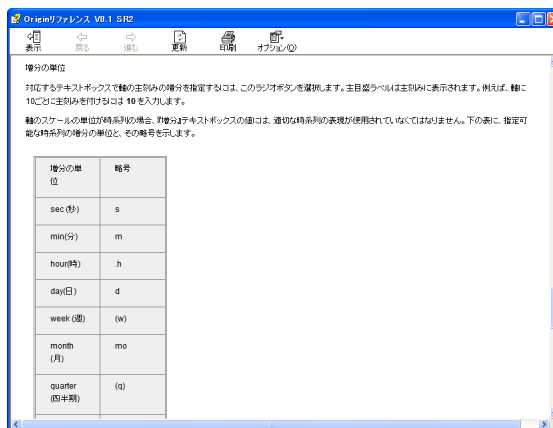 Originリファレンス V8.1 SR2
表示 戻る 進む 更新 印刷 オプション(O)
増分の単位
対応するテキストボックスで軸の主刻みの増分を指定するには、このラジオボタンを選択します。主目盛ラベルは主刻みに表示されます。例えば、軸に
10ごとに主刻みを付けるには 10 を入力します。
軸のスケールの単位が時系列の場合、『増分』テキストボックスの値には、適切な時系列の表現が使用されていなくてはなりません。下の表に、指定可
能な時系列の増分の単位と、その略号を示します。
増分の単 略号
位
sec (秒) s
min(分) m
hour(時) .h
day(日) d
week (週) (w)
month mo
(月)
quarter (q)
(四半期)